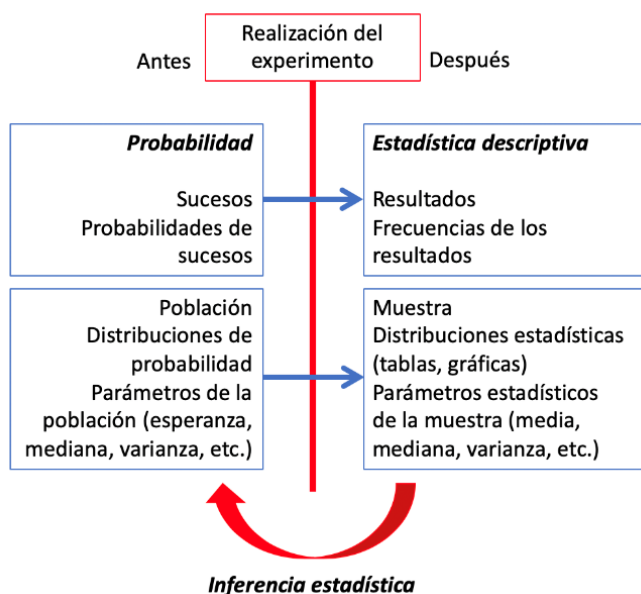 Realización del
experimento
Antes
Después
Probabilidad
Sucesos
Probabilidades de
sucesos
Estadística descriptiva
Resultados
Frecuencias de los
resultados
Población
Distribuciones de
probabilidad
Parámetros de la
población (esperanza,
mediana, varianza, etc.)
Muestra
Distribuciones estadísticas
(tablas, gráficas)
Parámetros estadísticos
de la muestra (media,
mediana, varianza, etc.)
Inferencia estadística